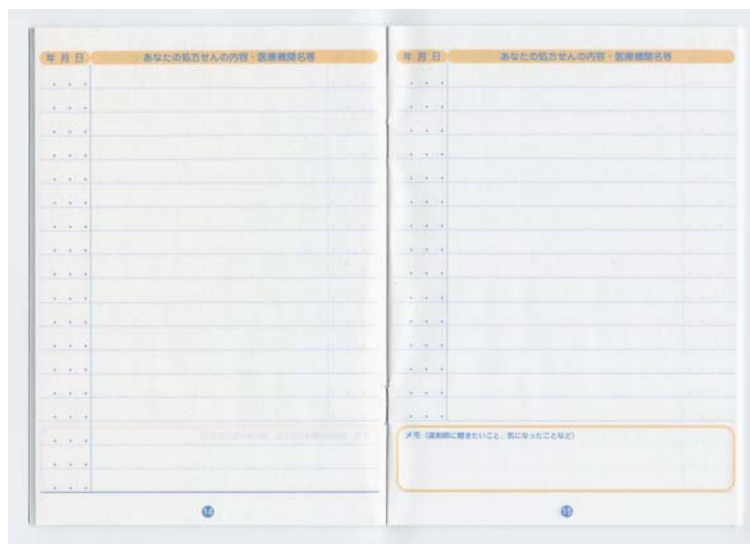 年 月 日 あなたの処方せんの内容・医療機関名等
14
年 月 日 あなたの処方せんの内容・医療機関名等
メモ（薬剤師に聞きたいこと、気になったことなど）
15